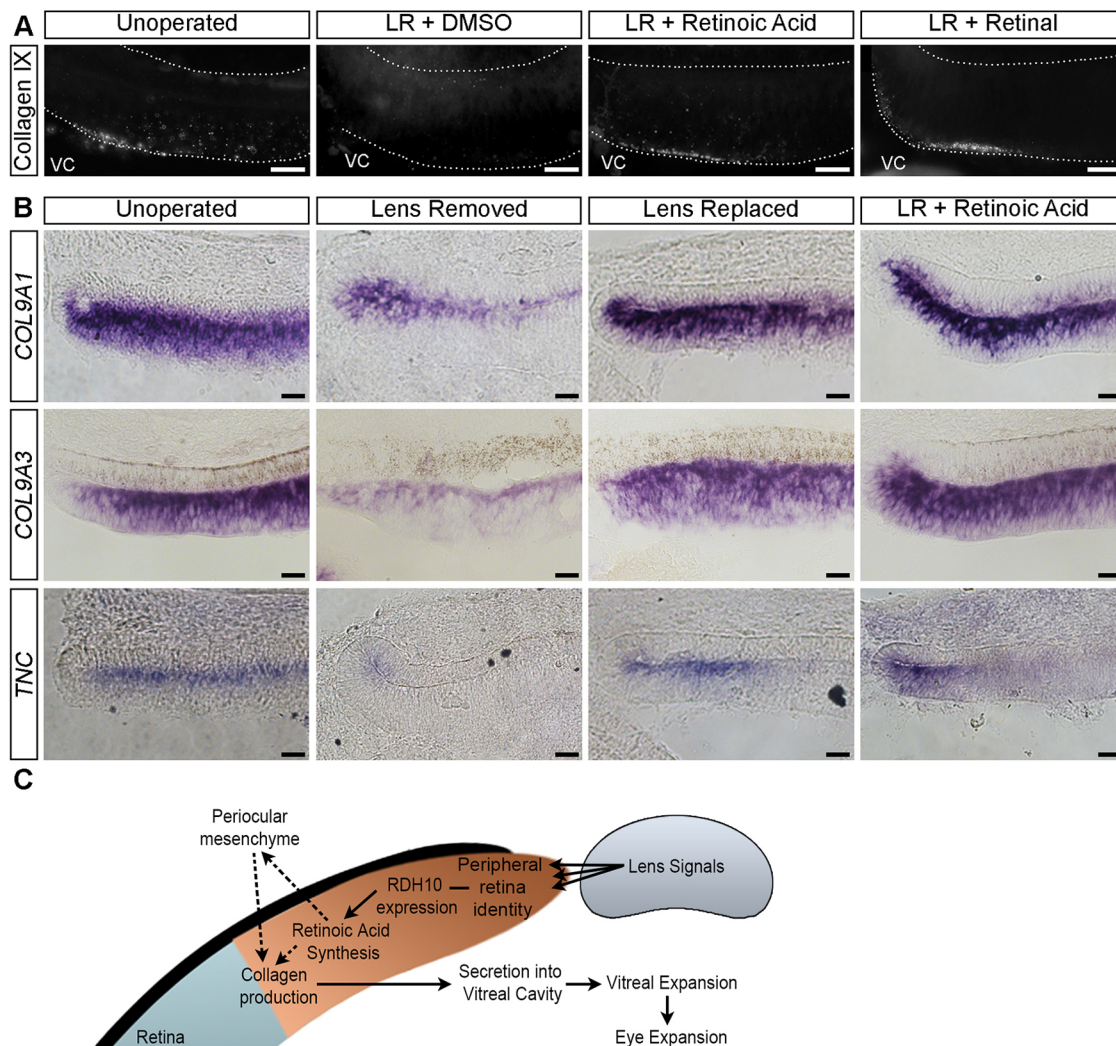 A
Unoperated
LR + DMSO
LR + Retinoic Acid
LR + Retinal
Collagen IX
VC
VC
VC
VC
B
Unoperated
Lens Removed
Lens Replaced
LR + Retinoic Acid
COL9A1
COL9A3
TNC
C
Periocular
mesenchyme
Peripheral
retina
identity
Lens Signals
RDH10
expression
Retinoic Acid
Synthesis
Collagen
production
Secretion into
Vitreal Cavity
Vitreal Expansion
Eye Expansion
Retina